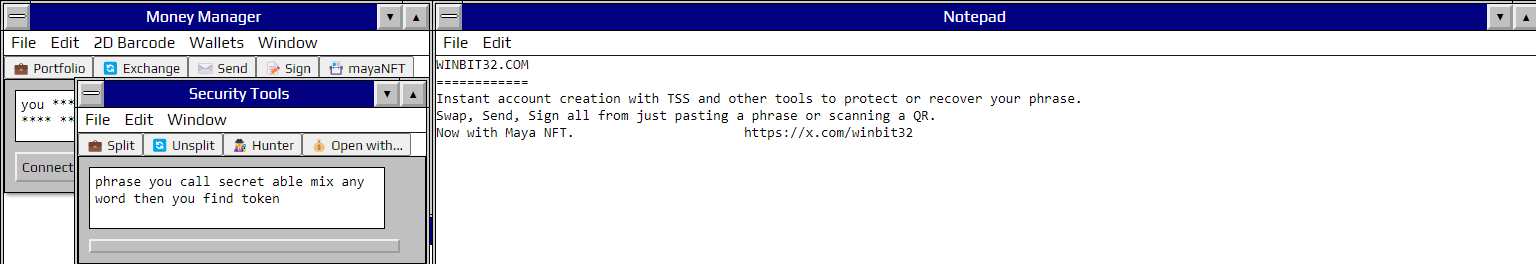 Money Manager
File Edit 2D Barcode Wallets Window
Portfolio Exchange Send Sign mayaNFT
you ****
**** **
Connect
Security Tools
File Edit Window
Split Unsplit Hunter Open with...
phrase you call secret able mix any
word then you find token
Notepad
File Edit
WINBIT32.COM
============
Instant account creation with TSS and other tools to protect or recover your phrase.
Swap, Send, Sign all from just pasting a phrase or scanning a QR.
Now with Maya NFT. https://x.com/winbit32